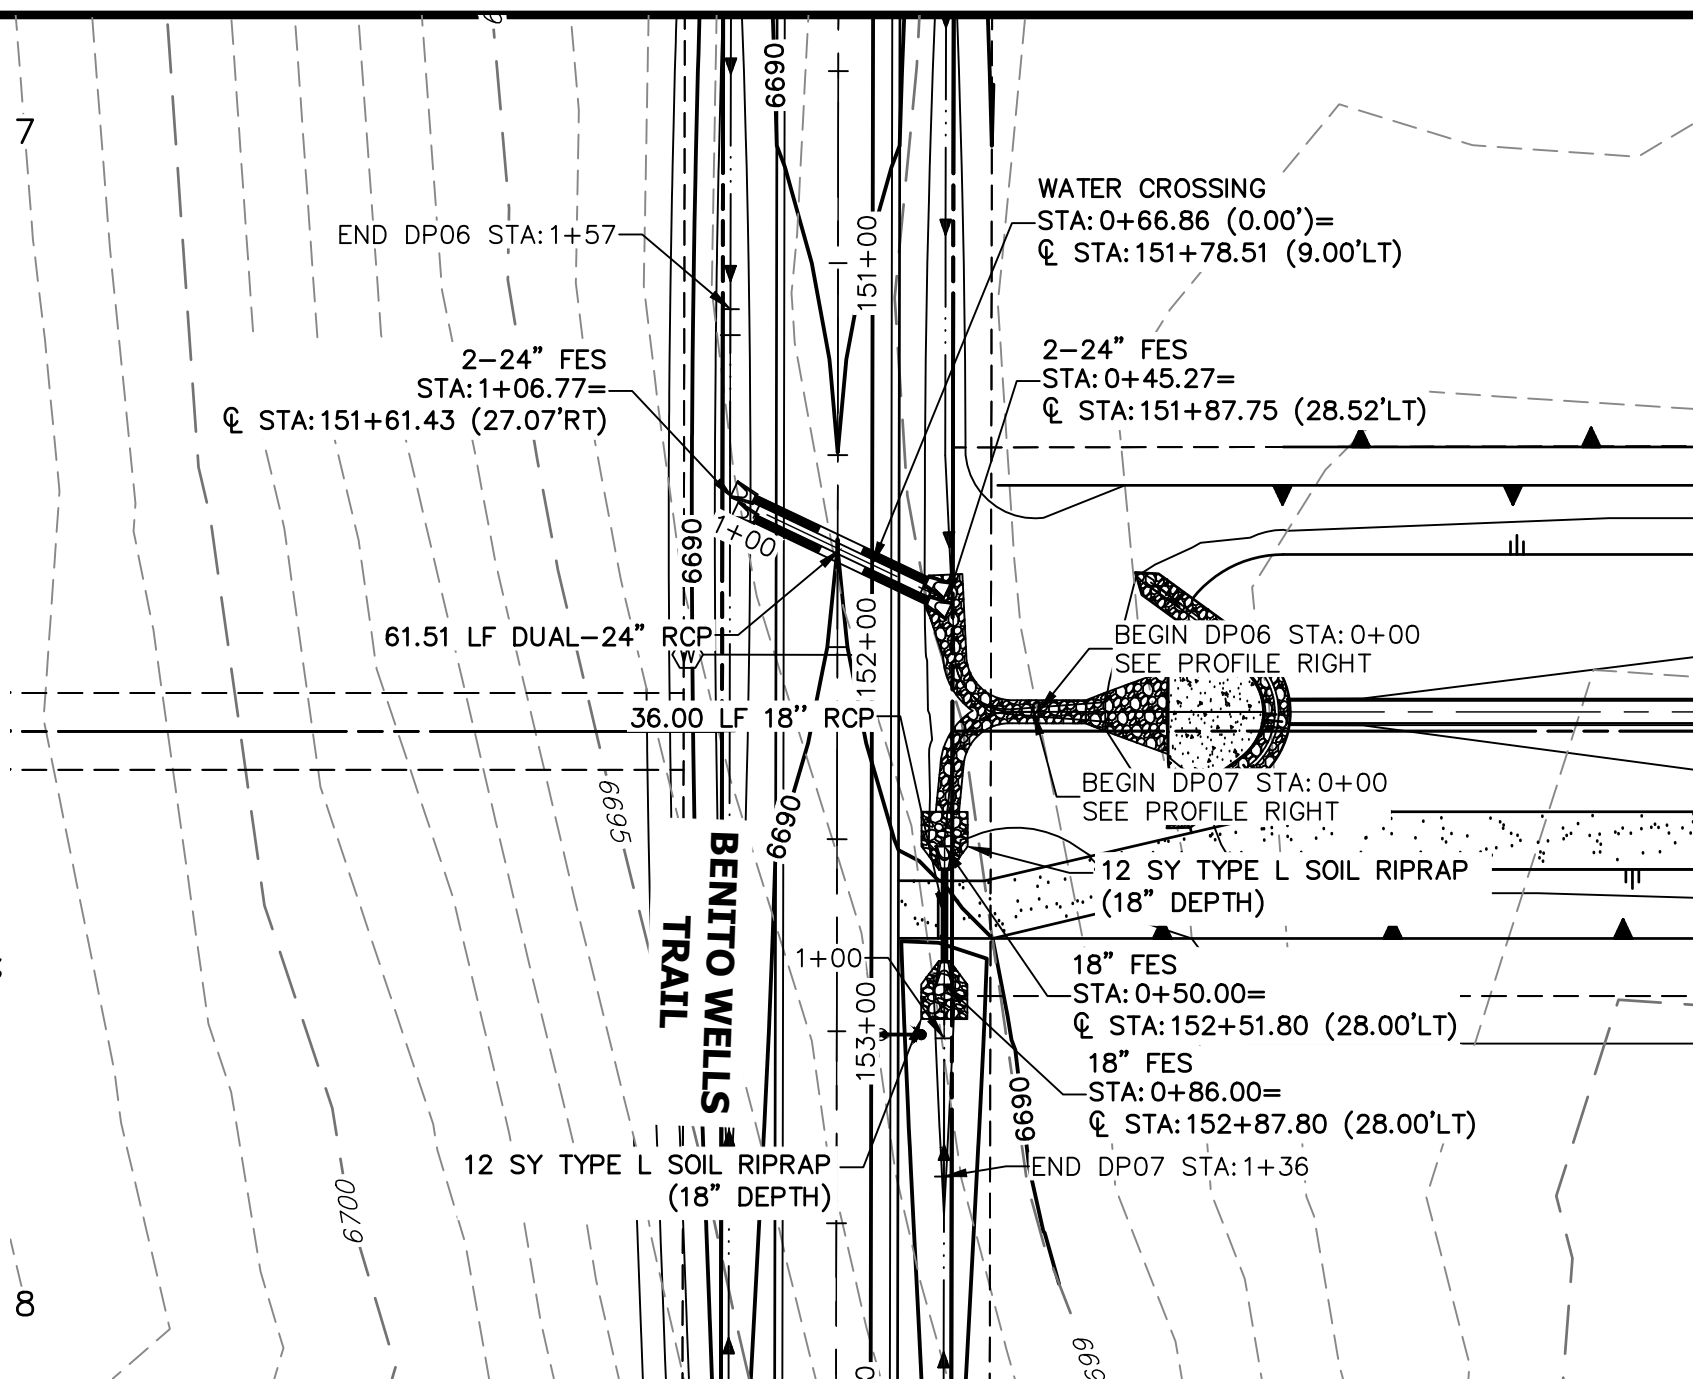 7
6690
WATER CROSSING
STA:0+66.86 (0.00')=
℄ STA:151+78.51 (9.00'LT)
END DP06 STA:1+57
151+00
2-24" FES
STA:1+06.77=
℄ STA:151+61.43 (27.07'RT)
2-24" FES
STA:0+45.27=
℄ STA:151+87.75 (28.52'LT)
1+00
6690
61.51 LF DUAL-24" RCP
W
152+00
BEGIN DP06 STA:0+00
SEE PROFILE RIGHT
36.00 LF 18" RCP
BEGIN DP07 STA:0+00
SEE PROFILE RIGHT
6695
6690
BENITO WELLS
TRAIL
12 SY TYPE L SOIL RIPRAP
(18" DEPTH)
1+00
18" FES
STA:0+50.00=
℄ STA:152+51.80 (28.00'LT)
153+00
18" FES
STA:0+86.00=
℄ STA:152+87.80 (28.00'LT)
6690
12 SY TYPE L SOIL RIPRAP
(18" DEPTH)
END DP07 STA:1+36
6700
8